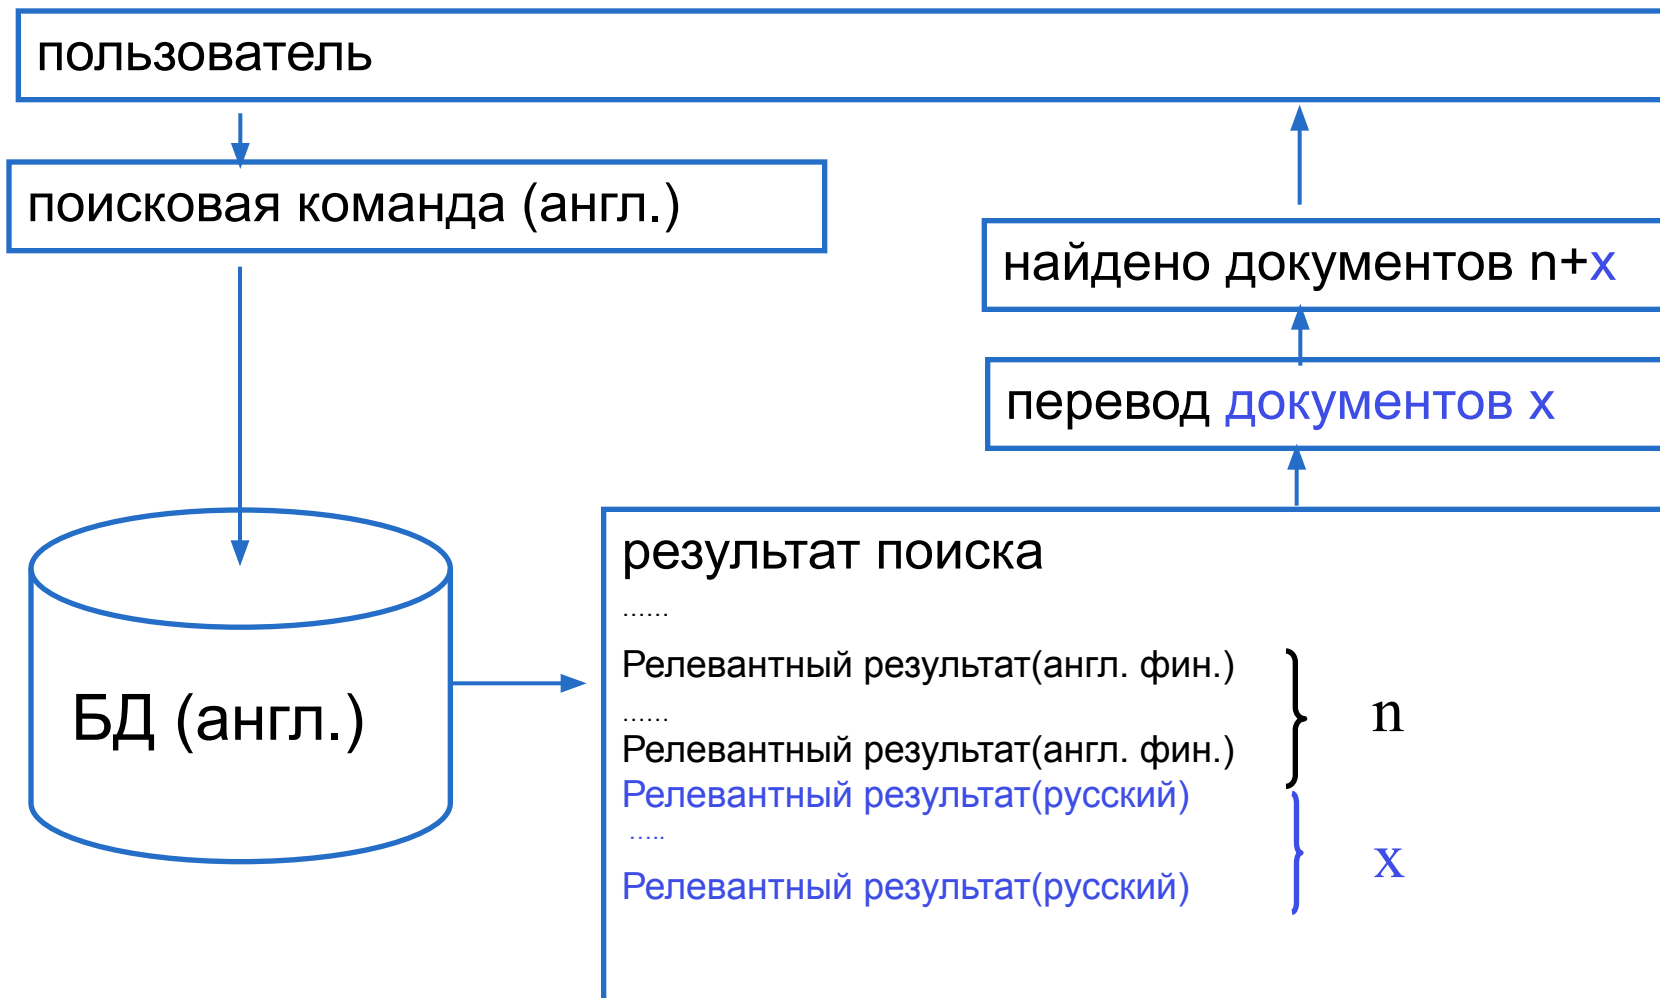 пользователь
поисковая команда (англ.)
найдено документов n+x
перевод документов x
БД (англ.)
результат поиска
......
Релевантный результат(англ. фин.)
......
Релевантный результат(англ. фин.)
n
Релевантный результат(русский)
.....
Релевантный результат(русский)
x